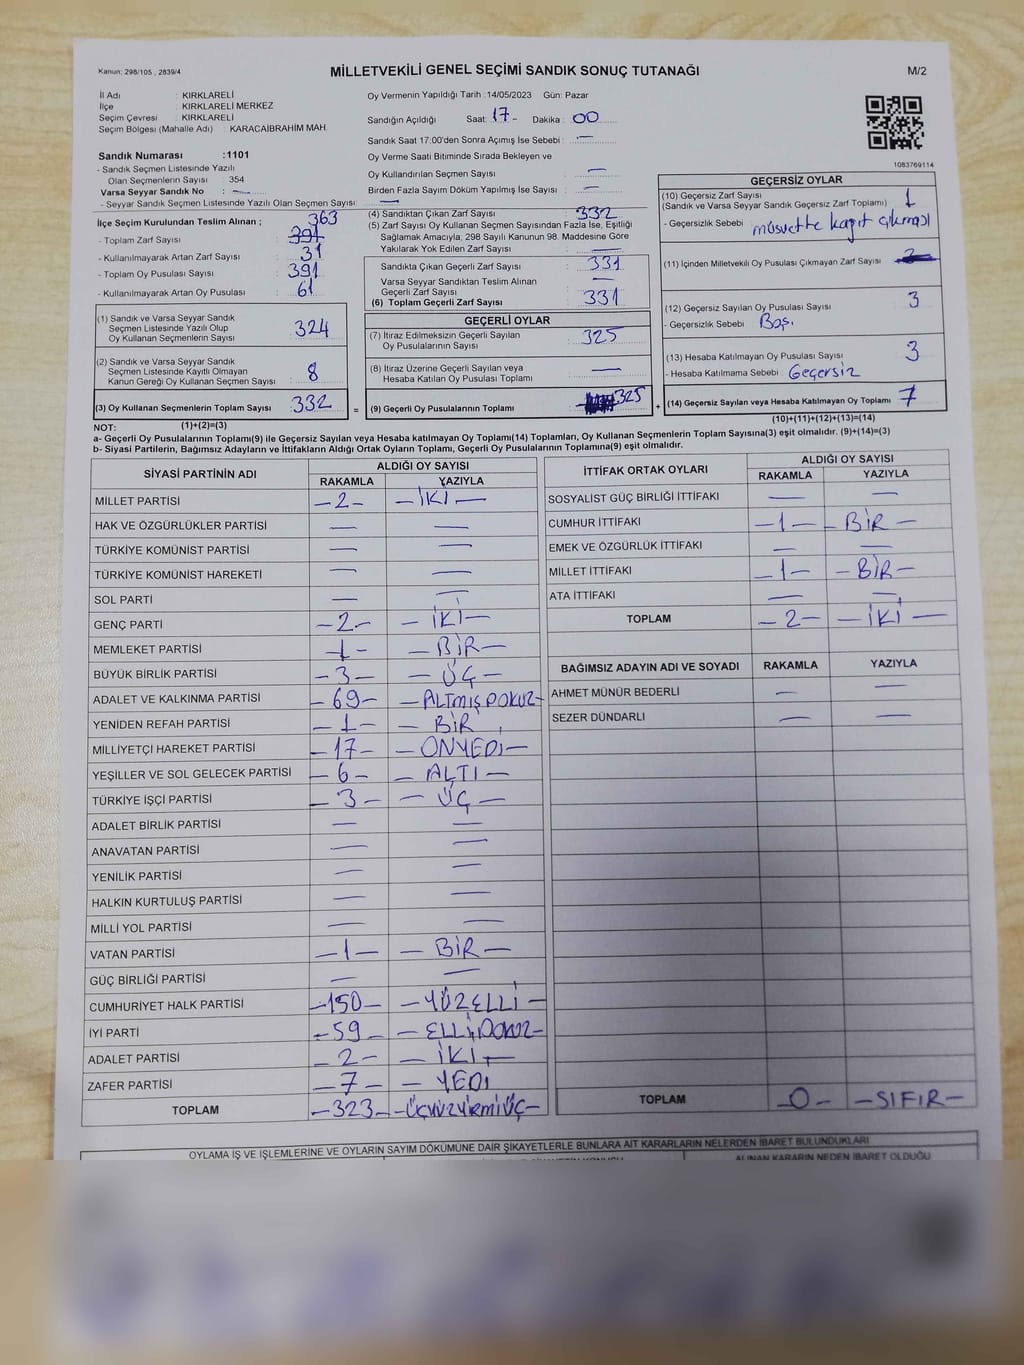 Kanun: 298/105 , 2839/4
MİLLETVEKİLİ GENEL SEÇİMİ SANDIK SONUÇ TUTANAĞI
M/2
İl Adı : KIRKLARELİ
İlçe : KIRKLARELİ MERKEZ
Seçim Çevresi : KIRKLARELİ
Seçim Bölgesi (Mahalle Adı) : KARACAİBRAHİM MAH.
Sandık Numarası :1101
- Sandık Seçmen Listesinde Yazılı
Olan Seçmenlerin Sayısı : 354
Varsa Seyyar Sandık No : —
- Seyyar Sandık Seçmen Listesinde Yazılı Olan Seçmen Sayısı : —
Oy Vermenin Yapıldığı Tarih :14/05/2023 Gün: Pazar
Sandığın Açıldığı Saat: 17- Dakika : 00
Sandık Saat 17:00'den Sonra Açımış İse Sebebi : —
Oy Verme Saati Bitiminde Sırada Bekleyen ve
Oy Kullandırılan Seçmen Sayısı : —
Birden Fazla Sayım Döküm Yapılmış İse Sayısı : —
1083769114
İlçe Seçim Kurulundan Teslim Alınan ; 363
- Toplam Zarf Sayısı : 391
- Kullanılmayarak Artan Zarf Sayısı : 31
- Toplam Oy Pusulası Sayısı : 391
- Kullanılmayarak Artan Oy Pusulası : 61
(4) Sandıktan Çıkan Zarf Sayısı : 332
(5) Zarf Sayısı Oy Kullanan Seçmen Sayısından Fazla İse, Eşitliği
Sağlamak Amacıyla, 298 Sayılı Kanunun 98. Maddesine Göre
Yakılarak Yok Edilen Zarf Sayısı : —
Sandıkta Çıkan Geçerli Zarf Sayısı : 331
Varsa Seyyar Sandıktan Teslim Alınan
Geçerli Zarf Sayısı : —
(6) Toplam Geçerli Zarf Sayısı : 331
GEÇERSİZ OYLAR
(10) Geçersiz Zarf Sayısı
(Sandık ve Varsa Seyyar Sandık Geçersiz Zarf Toplamı) : 1
- Geçersizlik Sebebi : müsvette kağıt çıkması
(11) İçinden Milletvekili Oy Pusulası Çıkmayan Zarf Sayısı :
(12) Geçersiz Sayılan Oy Pusulası Sayısı : 3
- Geçersizlik Sebebi : Boş.
(13) Hesaba Katılmayan Oy Pusulası Sayısı : 3
- Hesaba Katılmama Sebebi : Geçersiz
(14) Geçersiz Sayılan veya Hesaba Katılmayan Oy Toplamı : 7
(10)+(11)+(12)+(13)=(14)
(1) Sandık ve Varsa Seyyar Sandık
Seçmen Listesinde Yazılı Olup
Oy Kullanan Seçmenlerin Sayısı : 324
(2) Sandık ve Varsa Seyyar Sandık
Seçmen Listesinde Kayıtlı Olmayan
Kanun Gereği Oy Kullanan Seçmen Sayısı : 8
(3) Oy Kullanan Seçmenlerin Toplam Sayısı : 332 =
(1)+(2)=(3)
GEÇERLİ OYLAR
(7) İtiraz Edilmeksizin Geçerli Sayılan
Oy Pusulalarının Sayısı : 325
(8) İtiraz Üzerine Geçerli Sayılan veya
Hesaba Katılan Oy Pusulası Toplamı : —
(9) Geçerli Oy Pusulalarının Toplamı : 325 +
NOT:
a- Geçerli Oy Pusulalarının Toplamı(9) ile Geçersiz Sayılan veya Hesaba katılmayan Oy Toplamı(14) Toplamları, Oy Kullanan Seçmenlerin Toplam Sayısına(3) eşit olmalıdır. (9)+(14)=(3)
b- Siyasi Partilerin, Bağımsız Adayların ve İttifakların Aldığı Ortak Oyların Toplamı, Geçerli Oy Pusulalarının Toplamına(9) eşit olmalıdır.
SİYASİ PARTİNİN ADI ALDIĞI OY SAYISI
RAKAMLA YAZIYLA
MİLLET PARTİSİ –2– –İKİ–
HAK VE ÖZGÜRLÜKLER PARTİSİ — —
TÜRKİYE KOMÜNİST PARTİSİ — —
TÜRKİYE KOMÜNİST HAREKETİ — —
SOL PARTİ — —
GENÇ PARTİ –2– –İKİ–
MEMLEKET PARTİSİ –1– –BİR–
BÜYÜK BİRLİK PARTİSİ –3– –ÜÇ–
ADALET VE KALKINMA PARTİSİ –69– –ALTMIŞDOKUZ–
YENİDEN REFAH PARTİSİ –1– –BİR
MİLLİYETÇİ HAREKET PARTİSİ –17– –ONYEDİ–
YEŞİLLER VE SOL GELECEK PARTİSİ –6– –ALTI–
TÜRKİYE İŞÇİ PARTİSİ –3– –ÜÇ–
ADALET BİRLİK PARTİSİ — —
ANAVATAN PARTİSİ — —
YENİLİK PARTİSİ — —
HALKIN KURTULUŞ PARTİSİ — —
MİLLİ YOL PARTİSİ — —
VATAN PARTİSİ –1– –BİR–
GÜÇ BİRLİĞİ PARTİSİ — —
CUMHURİYET HALK PARTİSİ –150– –YÜZELLİ–
İYİ PARTİ –59– –ELLİDOKUZ–
ADALET PARTİSİ –2– –İKİ–
ZAFER PARTİSİ –7– –YEDİ
TOPLAM –323– –ÜÇYÜZYİRMİÜÇ–
İTTİFAK ORTAK OYLARI ALDIĞI OY SAYISI
RAKAMLA YAZIYLA
SOSYALİST GÜÇ BİRLİĞİ İTTİFAKI — —
CUMHUR İTTİFAKI –1– –BİR–
EMEK VE ÖZGÜRLÜK İTTİFAKI — —
MİLLET İTTİFAKI –1– –BİR–
ATA İTTİFAKI — —
TOPLAM –2– –İKİ–
BAĞIMSIZ ADAYIN ADI VE SOYADI RAKAMLA YAZIYLA
AHMET MÜNÜR BEDERLİ — —
SEZER DÜNDARLI — —
TOPLAM –0– –SIFIR–
OYLAMA İŞ VE İŞLEMLERİNE VE OYLARIN SAYIM DÖKÜMÜNE DAİR ŞİKAYETLERLE BUNLARA AİT KARARLARIN NELERDEN İBARET BULUNDUKLARI
ALINAN KARARIN NEDEN İBARET OLDUĞU